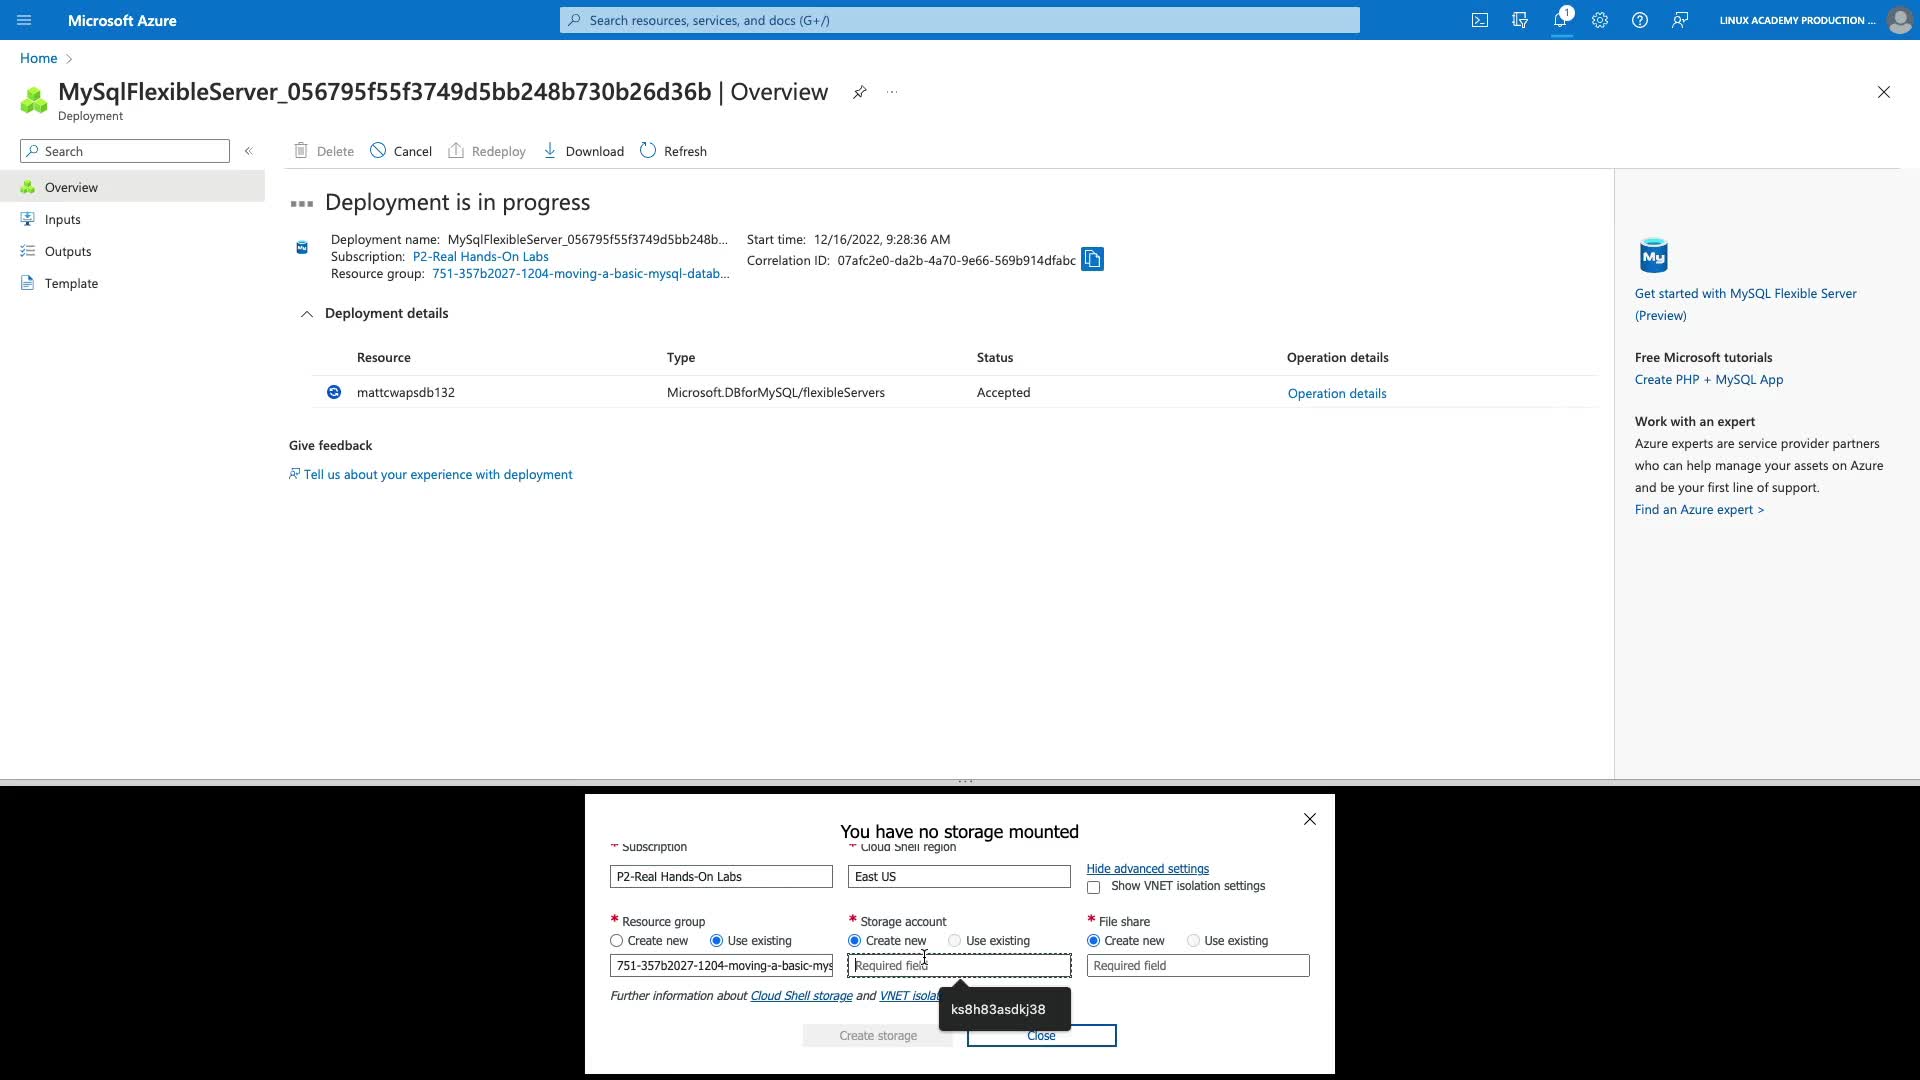 Microsoft Azure
Search resources, services, and docs (G+/)
1
LINUX ACADEMY PRODUCTION ...
Home
MySqlFlexibleServer_056795f55f3749d5bb248b730b26d36b | Overview
Deployment
Search
Delete
Cancel
Redeploy
Download
Refresh
Overview
Inputs
Outputs
Template
Deployment is in progress
Deployment name: MySqlFlexibleServer_056795f55f3749d5bb248b...
Subscription: P2-Real Hands-On Labs
Resource group: 751-357b2027-1204-moving-a-basic-mysql-datab...
Start time: 12/16/2022, 9:28:36 AM
Correlation ID: 07afc2e0-da2b-4a70-9e66-569b914dfabc
Deployment details
Resource Type Status Operation details
mattcwapsdb132 Microsoft.DBforMySQL/flexibleServers Accepted Operation details
Give feedback
Tell us about your experience with deployment
My
Get started with MySQL Flexible Server
(Preview)
Free Microsoft tutorials
Create PHP + MySQL App
Work with an expert
Azure experts are service provider partners
who can help manage your assets on Azure
and be your first line of support.
Find an Azure expert >
You have no storage mounted
* Subscription * Cloud Shell region
P2-Real Hands-On Labs East US
Hide advanced settings
Show VNET isolation settings
* Resource group * Storage account * File share
Create new Use existing Create new Use existing Create new Use existing
751-357b2027-1204-moving-a-basic-mys Required field Required field
Further information about Cloud Shell storage and VNET isola
ks8h83asdkj38
Create storage Close